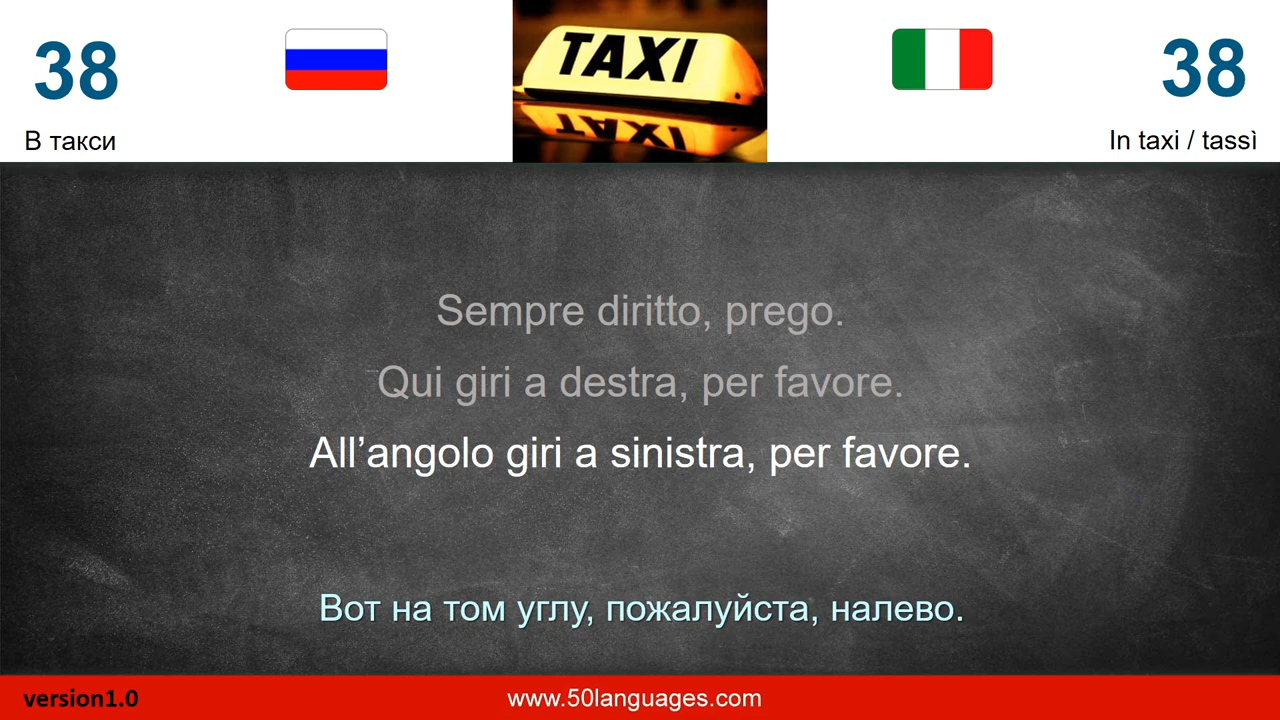 38
TAXI
38
В такси
In taxi / tassì
Sempre diritto, prego.
Qui giri a destra, per favore.
All’angolo giri a sinistra, per favore.
Вот на том углу, пожалуйста, налево.
version1.0
www.50languages.com